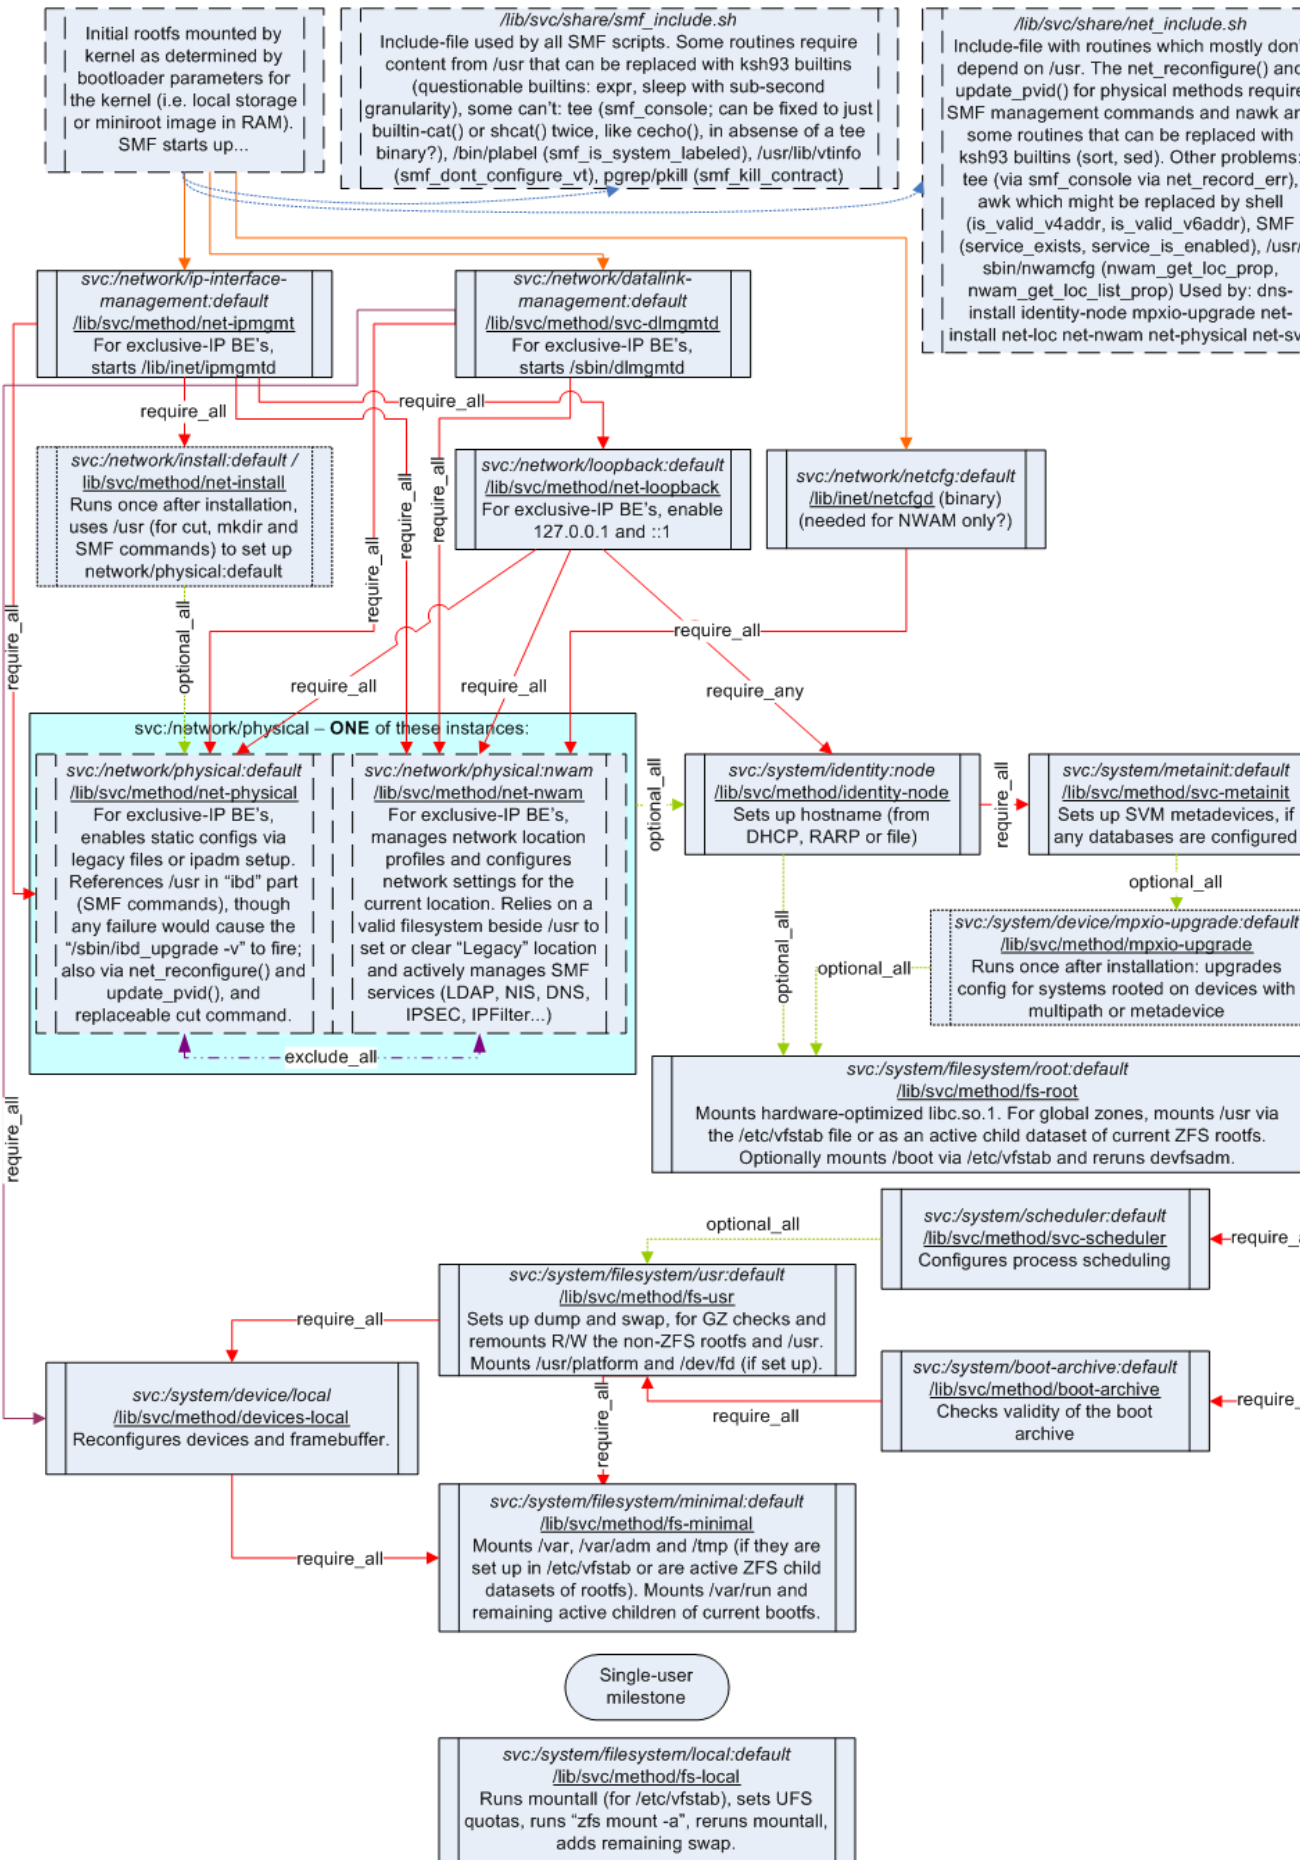 Initial rootfs mounted by
kernel as determined by
bootloader parameters for
the kernel (i.e. local storage
or miniroot image in RAM).
SMF starts up...
/lib/svc/share/smf_include.sh
Include-file used by all SMF scripts. Some routines require
content from /usr that can be replaced with ksh93 builtins
(questionable builtins: expr, sleep with sub-second
granularity), some can't: tee (smf_console; can be fixed to just
builtin-cat() or shcat() twice, like cecho(), in absense of a tee
binary?), /bin/plabel (smf_is_system_labeled), /usr/lib/vtinfo
(smf_dont_configure_vt), pgrep/pkill (smf_kill_contract)
/lib/svc/share/net_include.sh
Include-file with routines which mostly don'
depend on /usr. The net_reconfigure() and
update_pvid() for physical methods require
SMF management commands and nawk an
some routines that can be replaced with
ksh93 builtins (sort, sed). Other problems:
tee (via smf_console via net_record_err),
awk which might be replaced by shell
(is_valid_v4addr, is_valid_v6addr), SMF
(service_exists, service_is_enabled), /usr/
sbin/nwamcfg (nwam_get_loc_prop,
nwam_get_loc_list_prop) Used by: dns-
install identity-node mpxio-upgrade net-
install net-loc net-nwam net-physical net-sv
svc:/network/ip-interface-
management:default
/lib/svc/method/net-ipmgmt
For exclusive-IP BE's,
starts /lib/inet/ipmgmtd
svc:/network/datalink-
management:default
/lib/svc/method/svc-dlmgmtd
For exclusive-IP BE's,
starts /sbin/dlmgmtd
require_all
require_all
svc:/network/install:default /
lib/svc/method/net-install
Runs once after installation,
uses /usr (for cut, mkdir and
SMF commands) to set up
network/physical:default
svc:/network/loopback:default
/lib/svc/method/net-loopback
For exclusive-IP BE's, enable
127.0.0.1 and ::1
svc:/network/netcfg:default
/lib/inet/netcfgd (binary)
(needed for NWAM only?)
require_all
require_all
require_all
require_all
optional_all
require_all
require_all
require_all
require_any
svc:/network/physical – ONE of these instances:
svc:/network/physical:default
/lib/svc/method/net-physical
For exclusive-IP BE's,
enables static configs via
legacy files or ipadm setup.
References /usr in “ibd” part
(SMF commands), though
any failure would cause the
“/sbin/ibd_upgrade -v” to fire;
also via net_reconfigure() and
update_pvid(), and
replaceable cut command.
svc:/network/physical:nwam
/lib/svc/method/net-nwam
For exclusive-IP BE's,
manages network location
profiles and configures
network settings for the
current location. Relies on a
valid filesystem beside /usr to
set or clear “Legacy” location
and actively manages SMF
services (LDAP, NIS, DNS,
IPSEC, IPFilter...)
exclude_all
optional_all
svc:/system/identity:node
/lib/svc/method/identity-node
Sets up hostname (from
DHCP, RARP or file)
require_all
svc:/system/metainit:default
/lib/svc/method/svc-metainit
Sets up SVM metadevices, if
any databases are configured
optional_all
svc:/system/device/mpxio-upgrade:default
/lib/svc/method/mpxio-upgrade
Runs once after installation: upgrades
config for systems rooted on devices with
multipath or metadevice
optional_all
optional_all
svc:/system/filesystem/root:default
/lib/svc/method/fs-root
Mounts hardware-optimized libc.so.1. For global zones, mounts /usr via
the /etc/vfstab file or as an active child dataset of current ZFS rootfs.
Optionally mounts /boot via /etc/vfstab and reruns devfsadm.
require_all
svc:/system/scheduler:default
/lib/svc/method/svc-scheduler
Configures process scheduling
require_a
optional_all
svc:/system/filesystem/usr:default
/lib/svc/method/fs-usr
Sets up dump and swap, for GZ checks and
remounts R/W the non-ZFS rootfs and /usr.
Mounts /usr/platform and /dev/fd (if set up).
require_all
svc:/system/boot-archive:default
/lib/svc/method/boot-archive
Checks validity of the boot
archive
require_
require_all
require_all
svc:/system/device/local
/lib/svc/method/devices-local
Reconfigures devices and framebuffer.
require_all
svc:/system/filesystem/minimal:default
/lib/svc/method/fs-minimal
Mounts /var, /var/adm and /tmp (if they are
set up in /etc/vfstab or are active ZFS child
datasets of rootfs). Mounts /var/run and
remaining active children of current bootfs.
Single-user
milestone
svc:/system/filesystem/local:default
/lib/svc/method/fs-local
Runs mountall (for /etc/vfstab), sets UFS
quotas, runs “zfs mount -a”, reruns mountall,
adds remaining swap.